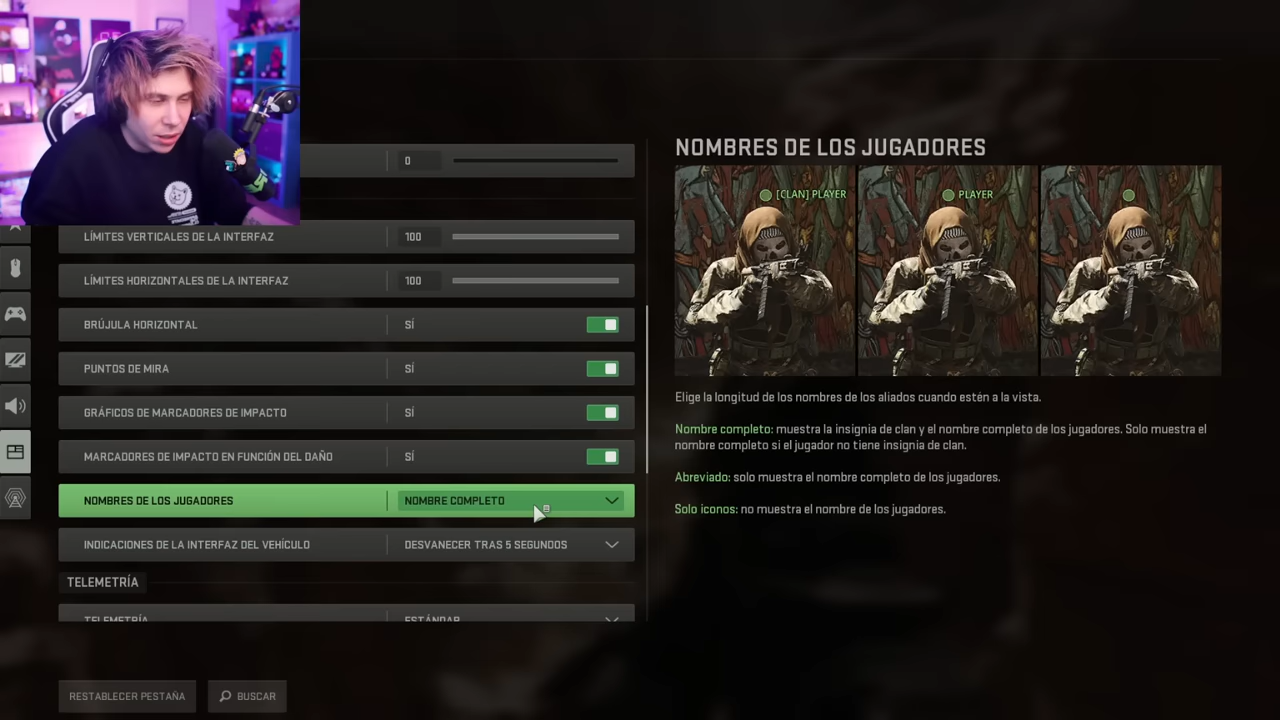 0
LÍMITES VERTICALES DE LA INTERFAZ 100
LÍMITES HORIZONTALES DE LA INTERFAZ 100
BRÚJULA HORIZONTAL SÍ
PUNTOS DE MIRA SÍ
GRÁFICOS DE MARCADORES DE IMPACTO SÍ
MARCADORES DE IMPACTO EN FUNCIÓN DEL DAÑO SÍ
NOMBRES DE LOS JUGADORES NOMBRE COMPLETO
INDICACIONES DE LA INTERFAZ DEL VEHÍCULO DESVANECER TRAS 5 SEGUNDOS
TELEMETRÍA
TELEMETRÍA ESTÁNDAR
RESTABLECER PESTAÑA BUSCAR
NOMBRES DE LOS JUGADORES
[CLAN] PLAYER
PLAYER
Elige la longitud de los nombres de los aliados cuando estén a la vista.
Nombre completo: muestra la insignia de clan y el nombre completo de los jugadores. Solo muestra el
nombre completo si el jugador no tiene insignia de clan.
Abreviado: solo muestra el nombre completo de los jugadores.
Solo iconos: no muestra el nombre de los jugadores.